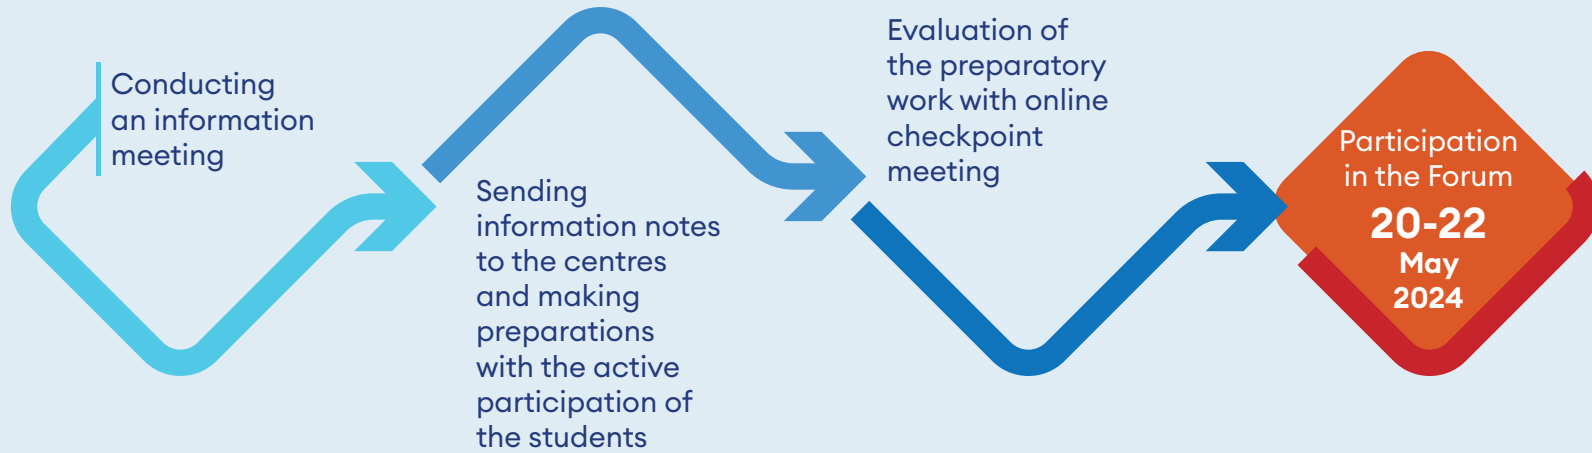 Conducting
an information
meeting
Sending
information notes
to the centres
and making
preparations
with the active
participation of
the students
Evaluation of
the preparatory
work with online
checkpoint
meeting
Participation
in the Forum
20-22
May
2024